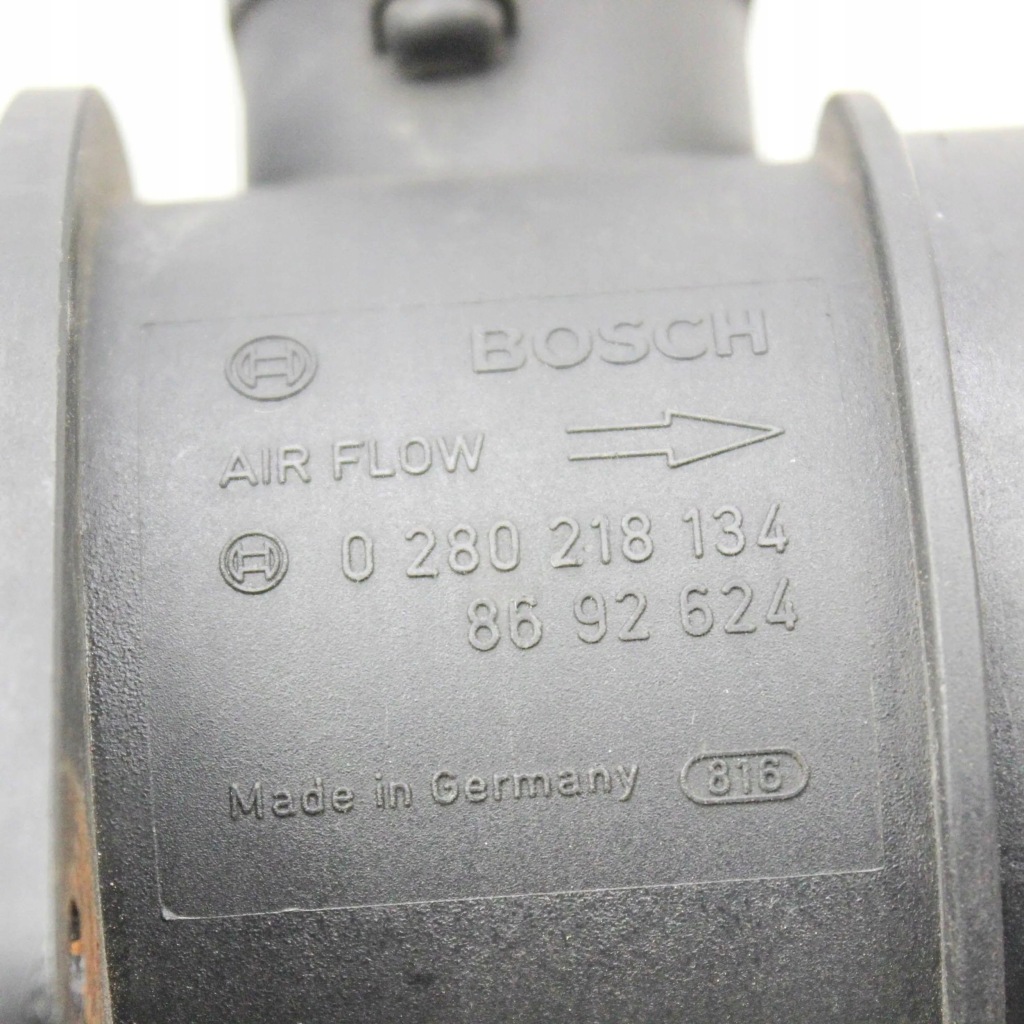 BOSCH
AIR FLOW
0 280 218 134
86 92 624
Made in Germany 816